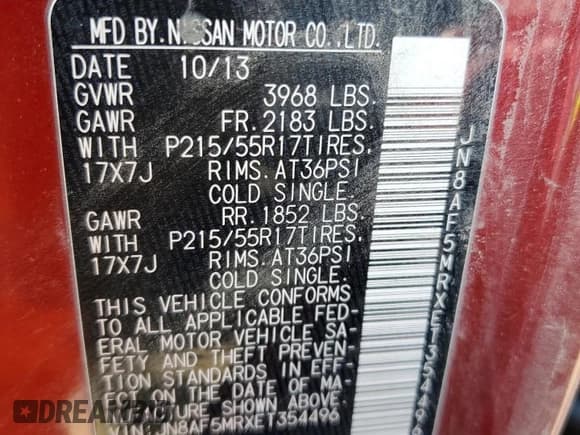 MFD BY.NISSAN MOTOR CO.,LTD.
DATE 10/13
GVWR 3968 LBS.
GAWR FR.2183 LBS.
WITH P215/55R17TIRES,
17X7J RIMS.AT36PSI
COLD SINGLE.
GAWR RR.1852 LBS.
WITH P215/55R17TIRES,
17X7J RIMS.AT36PSI
COLD SINGLE.
THIS VEHICLE CONFORMS
TO ALL APPLICABLE FED-
ERAL MOTOR VEHICLE SA-
FETY AND THEFT PREVEN-
TION STANDARDS IN EFF-
ECT ON THE DATE OF MA-
NUFACTURE SHOWN ABOVE.
VIN:JN8AF5MRXET354496
JN8AF5MRXET354496